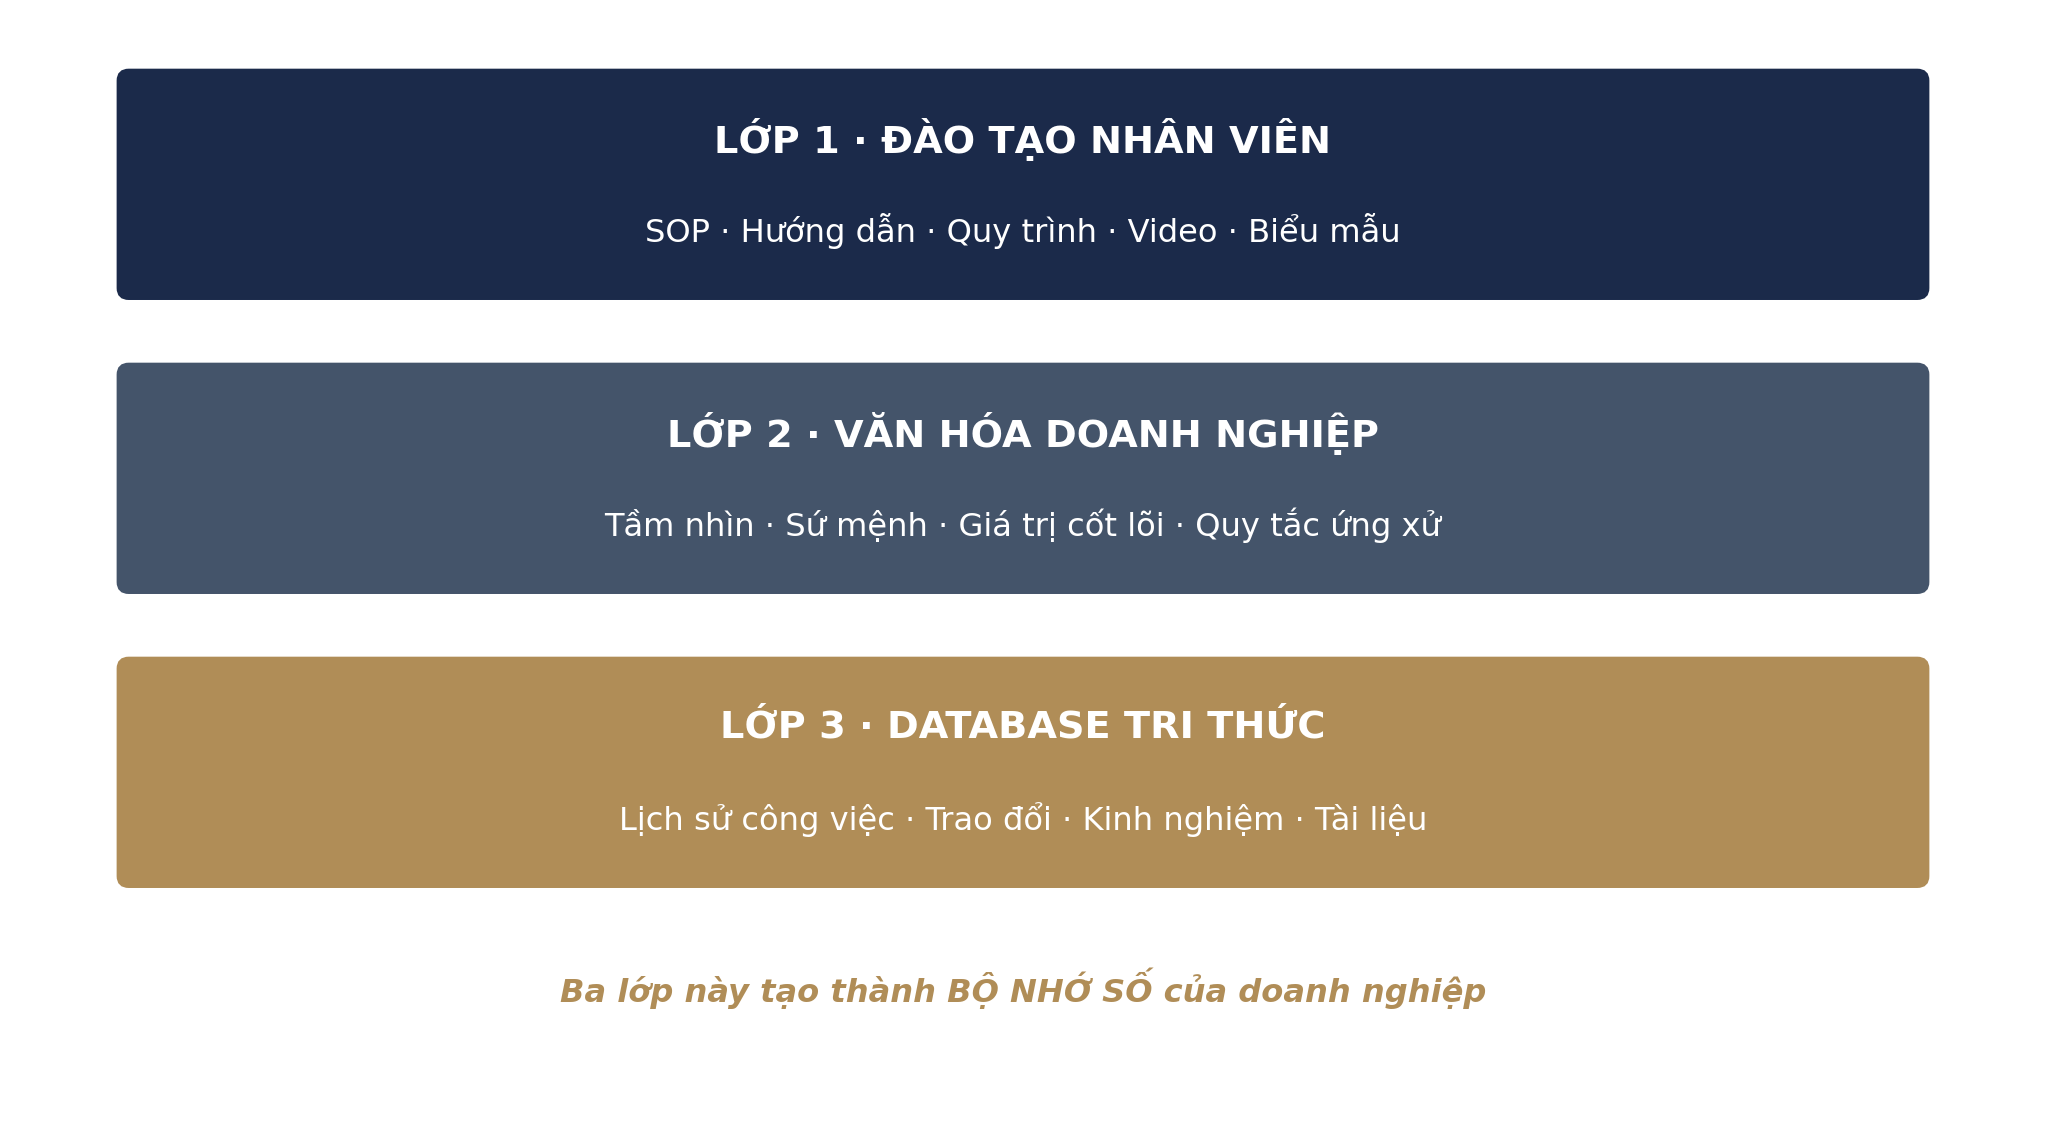 LỚP 1 · ĐÀO TẠO NHÂN VIÊN
SOP · Hướng dẫn · Quy trình · Video · Biểu mẫu
LỚP 2 · VĂN HÓA DOANH NGHIỆP
Tầm nhìn · Sứ mệnh · Giá trị cốt lõi · Quy tắc ứng xử
LỚP 3 · DATABASE TRI THỨC
Lịch sử công việc · Trao đổi · Kinh nghiệm · Tài liệu
Ba lớp này tạo thành BỘ NHỚ SỐ của doanh nghiệp